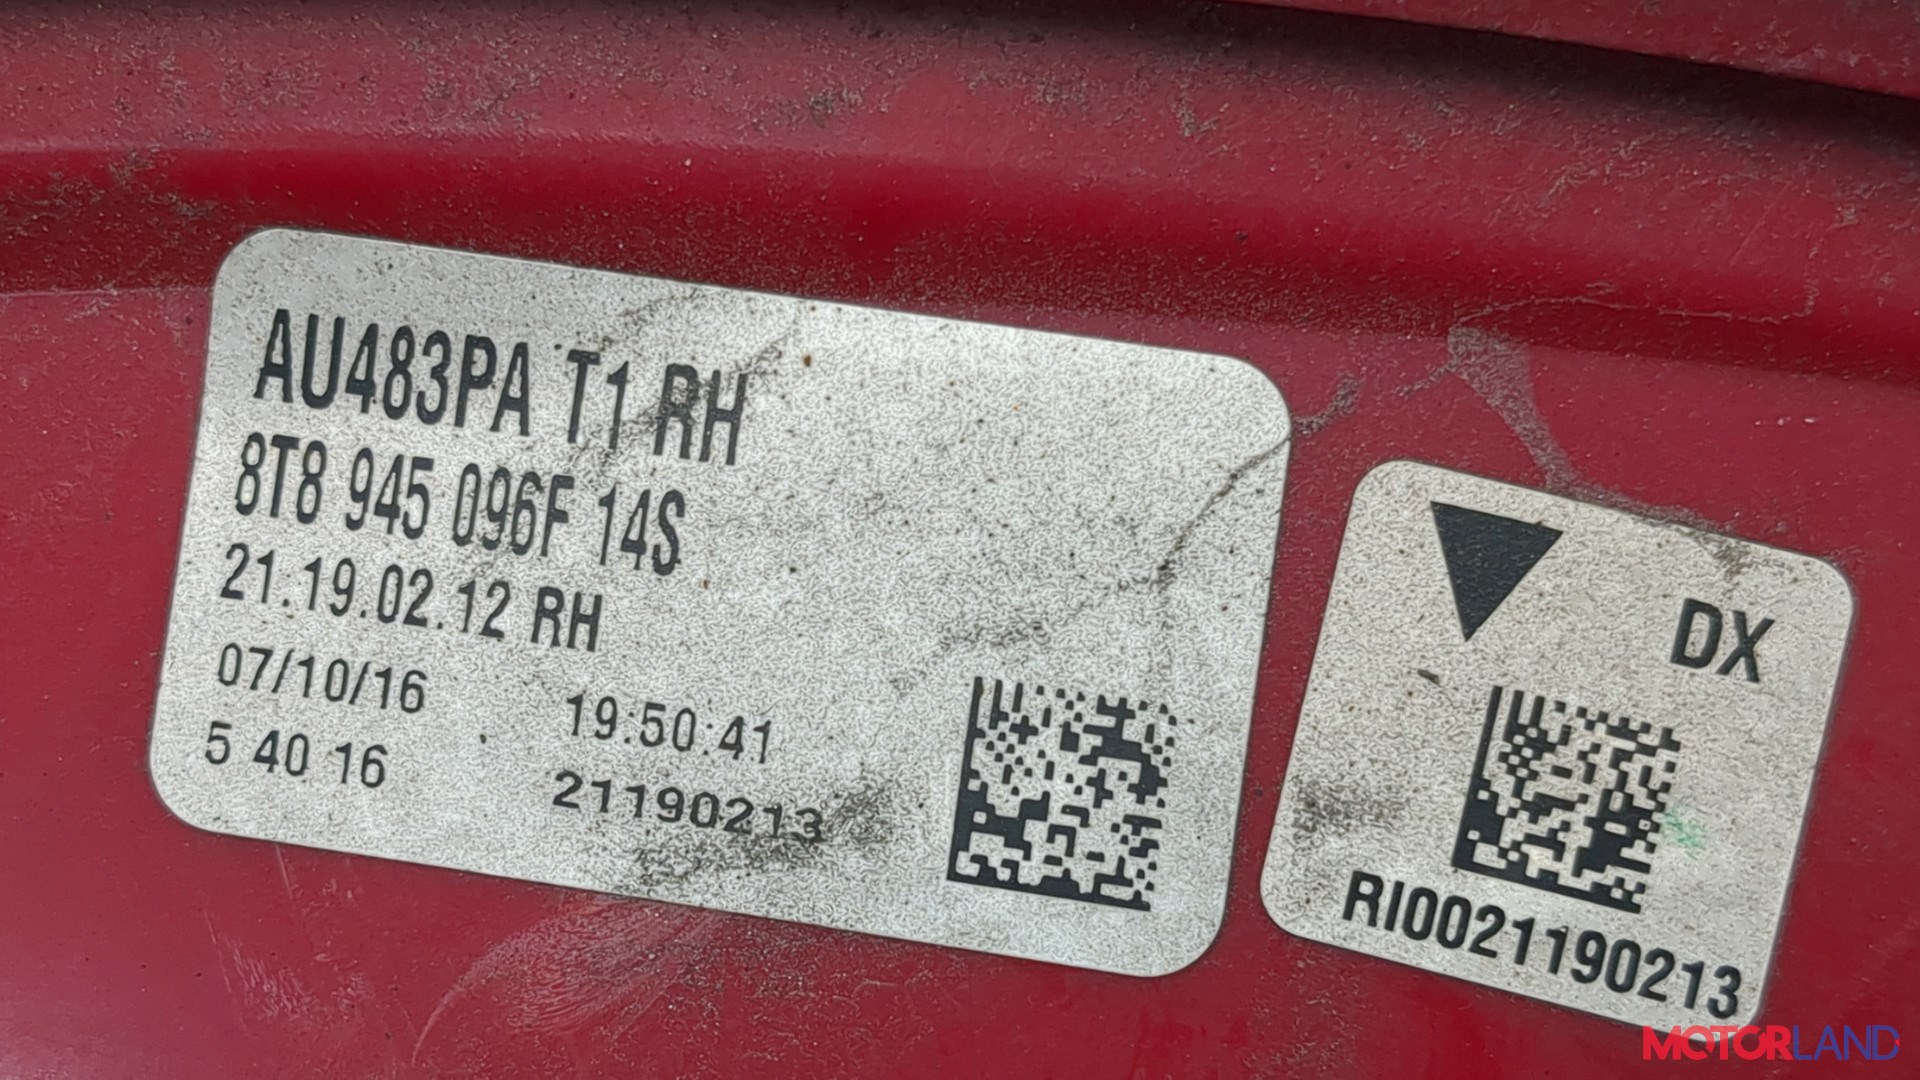 AU483PA T1 RH
8T8 945 096F 14S
21.19.02.12 RH
07/10/16 19:50:41
5 40 16 21190213
DX
RI0021190213
MOTORLAND